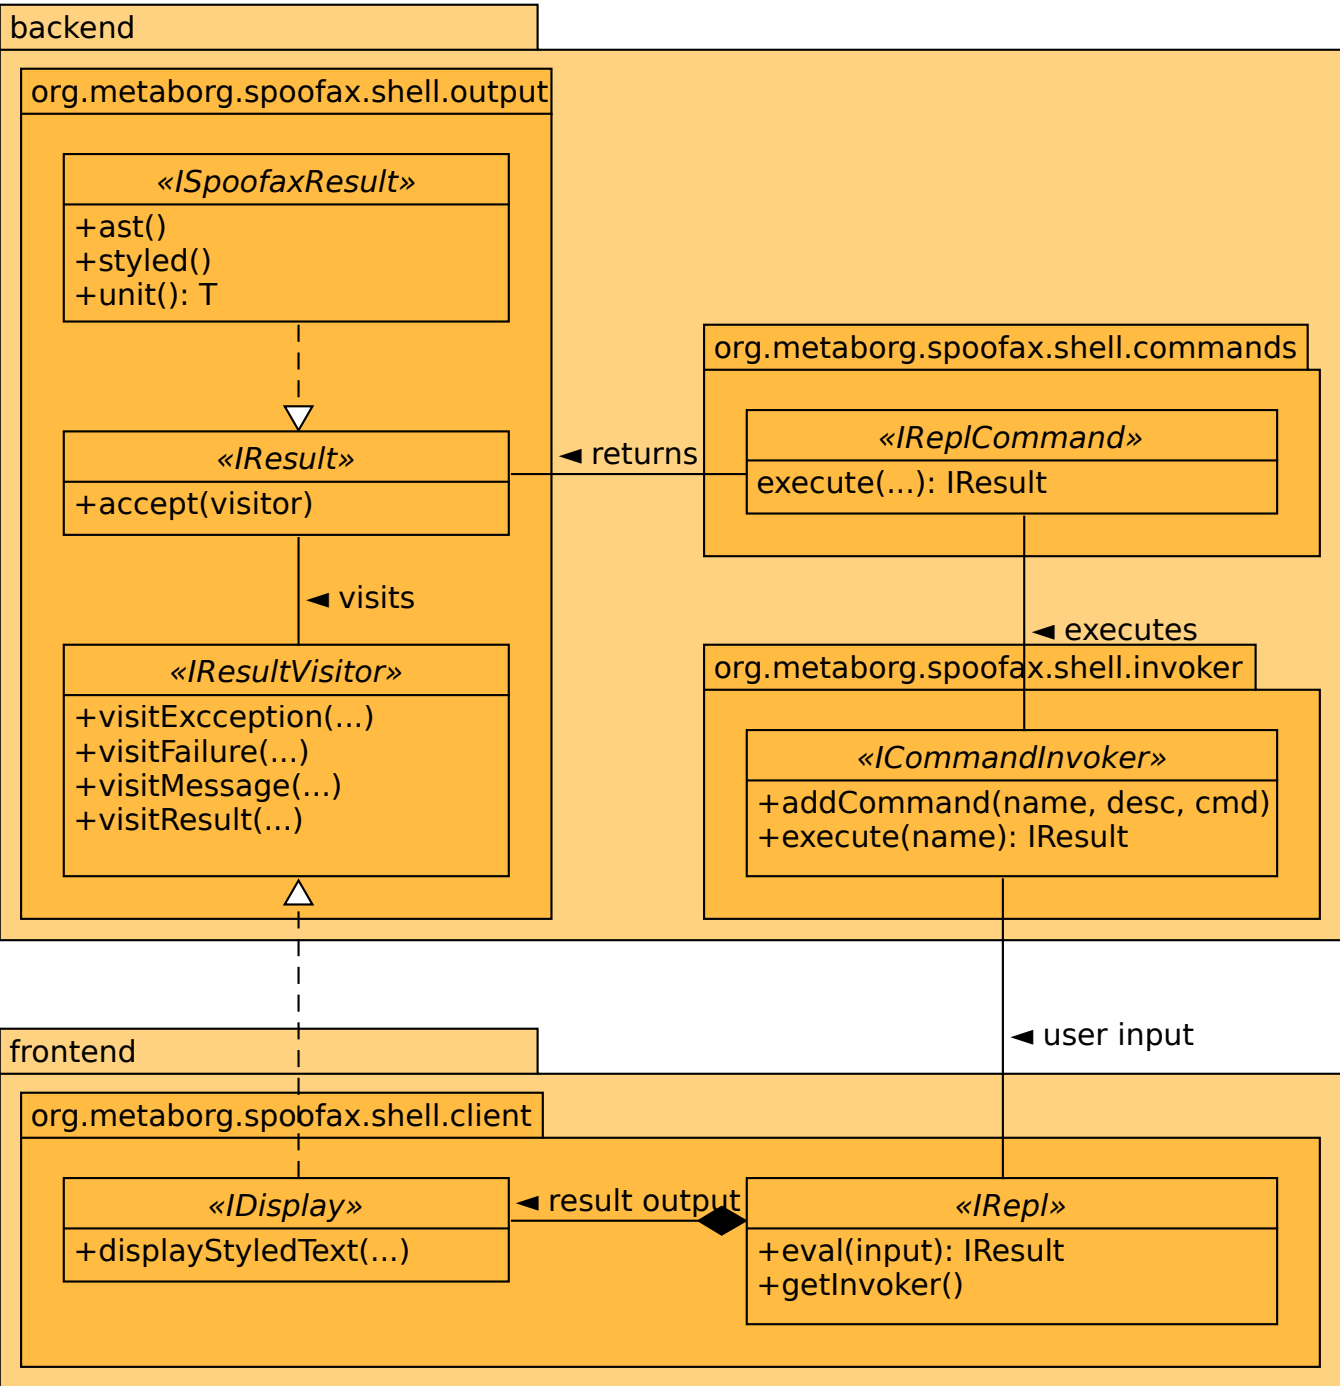 backend
org.metaborg.spoofax.shell.output
«ISpoofaxResult»
+ast()
+styled()
+unit(): T
«IResult»
+accept(visitor)
◄ visits
«IResultVisitor»
+visitExcception(...)
+visitFailure(...)
+visitMessage(...)
+visitResult(...)
◄ returns
org.metaborg.spoofax.shell.commands
«IReplCommand»
execute(...): IResult
◄ executes
org.metaborg.spoofax.shell.invoker
«ICommandInvoker»
+addCommand(name, desc, cmd)
+execute(name): IResult
◄ user input
frontend
org.metaborg.spoofax.shell.client
«IDisplay»
+displayStyledText(...)
◄ result output
«IRepl»
+eval(input): IResult
+getInvoker()